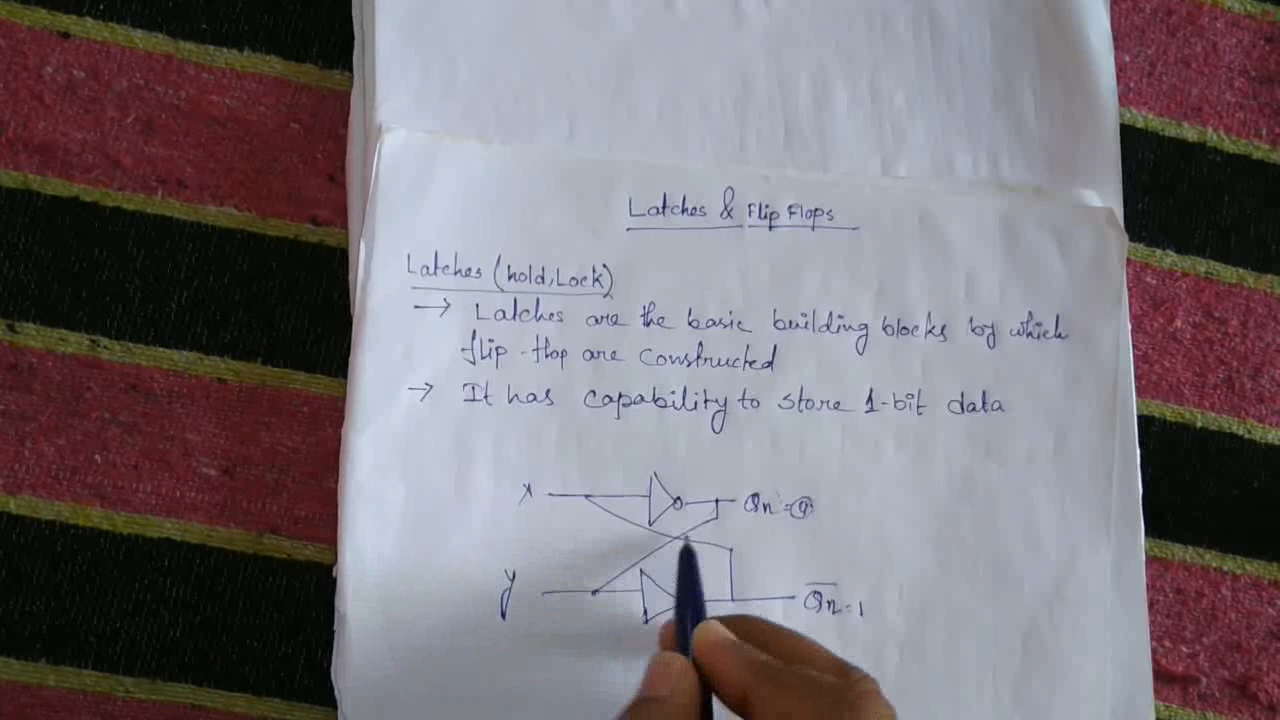 Latches & Flip Flops
Latches (hold, Lock)
→ Latches are the basic building blocks by which
flip-flop are constructed
→ It has capability to store 1-bit data
x
Qn = 0
y
Q̅n̅ = 1